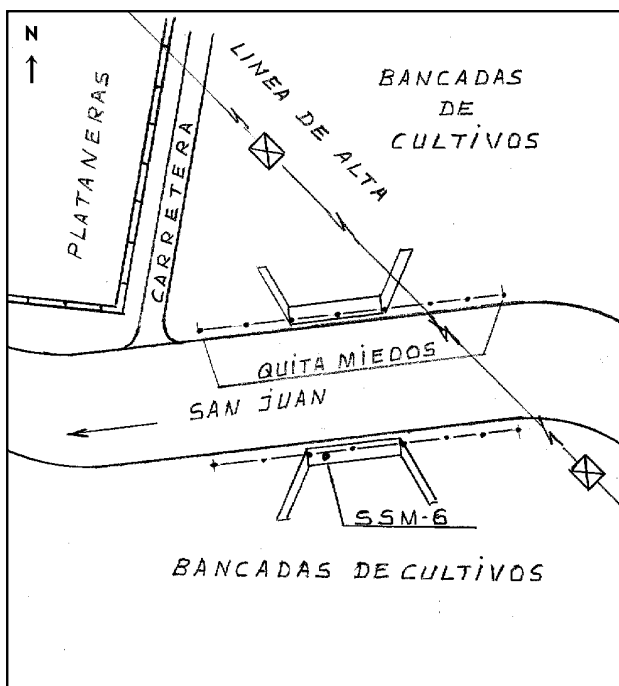 N
LINEA DE ALTA
BANCADAS
DE
CULTIVOS
PLATANERAS
CARRETERA
QUITA MIEDOS
SAN JUAN
SSM-6
BANCADAS DE CULTIVOS